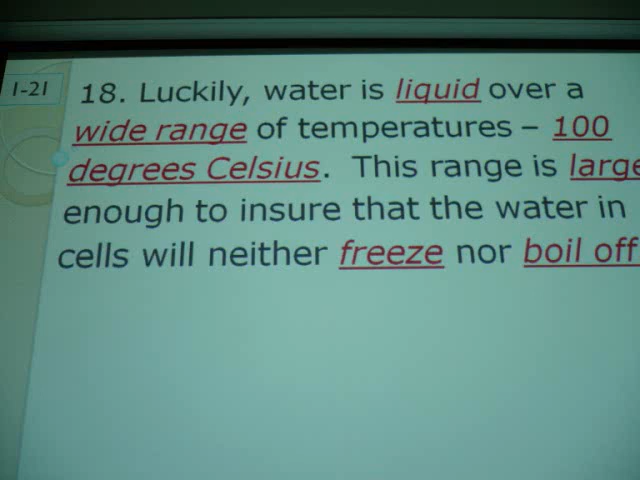 1-21
18. Luckily, water is liquid over a
wide range of temperatures – 100
degrees Celsius. This range is large
enough to insure that the water in
cells will neither freeze nor boil off